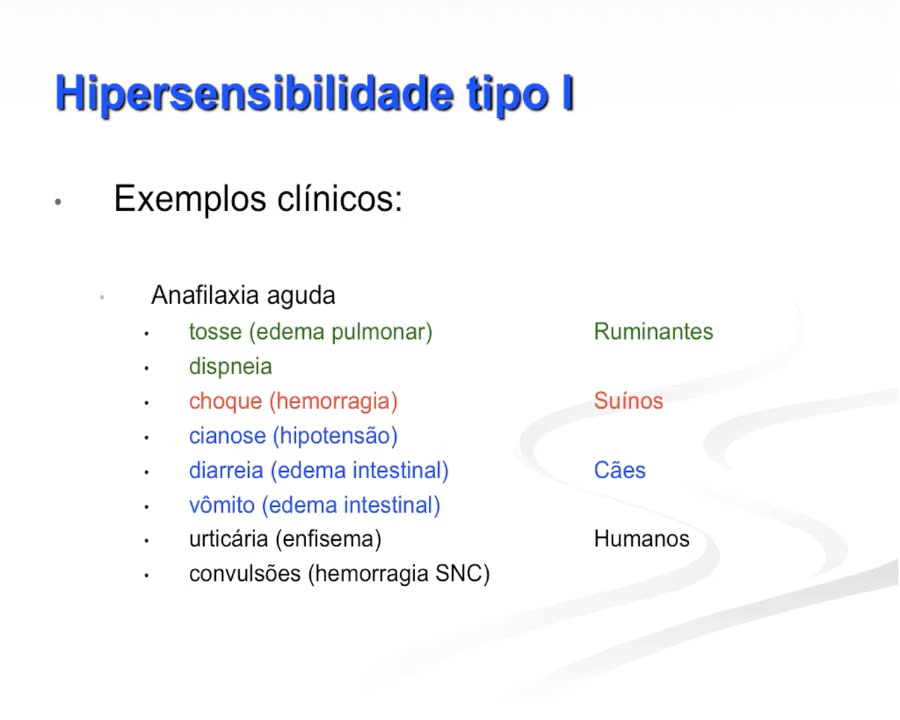 Hipersensibilidade tipo I
• Exemplos clínicos:
• Anafilaxia aguda
• tosse (edema pulmonar) Ruminantes
• dispneia
• choque (hemorragia) Suínos
• cianose (hipotensão)
• diarreia (edema intestinal) Cães
• vômito (edema intestinal)
• urticária (enfisema) Humanos
• convulsões (hemorragia SNC)